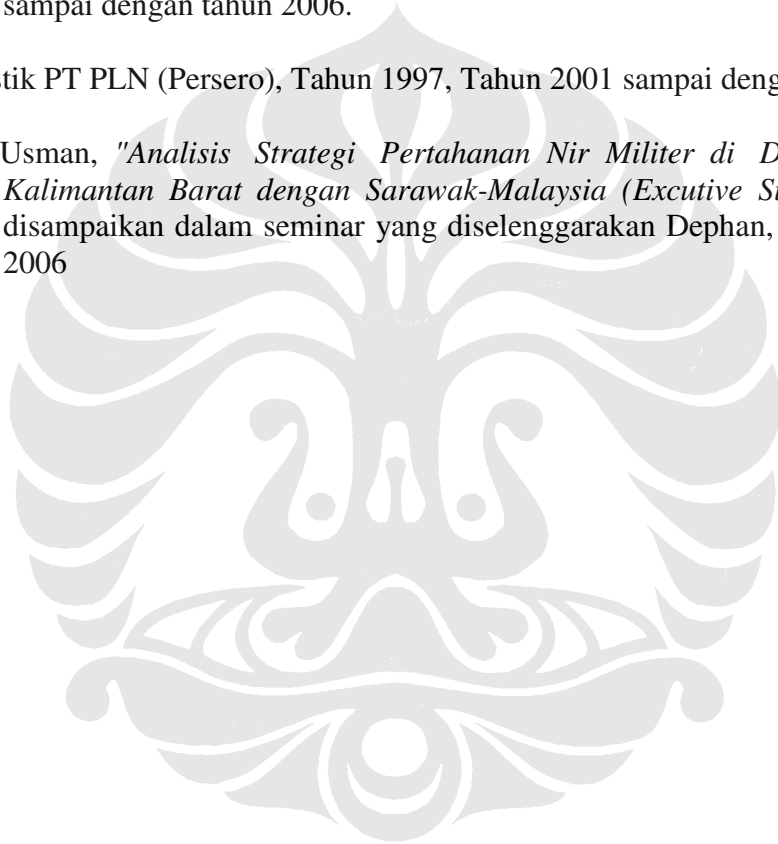 sampai dengan tahun 2006.
tik PT PLN (Persero), Tahun 1997, Tahun 2001 sampai deng
Usman, "Analisis Strategi Pertahanan Nir Militer di D
Kalimantan Barat dengan Sarawak-Malaysia (Excutive Si
disampaikan dalam seminar yang diselenggarakan Dephan,
2006